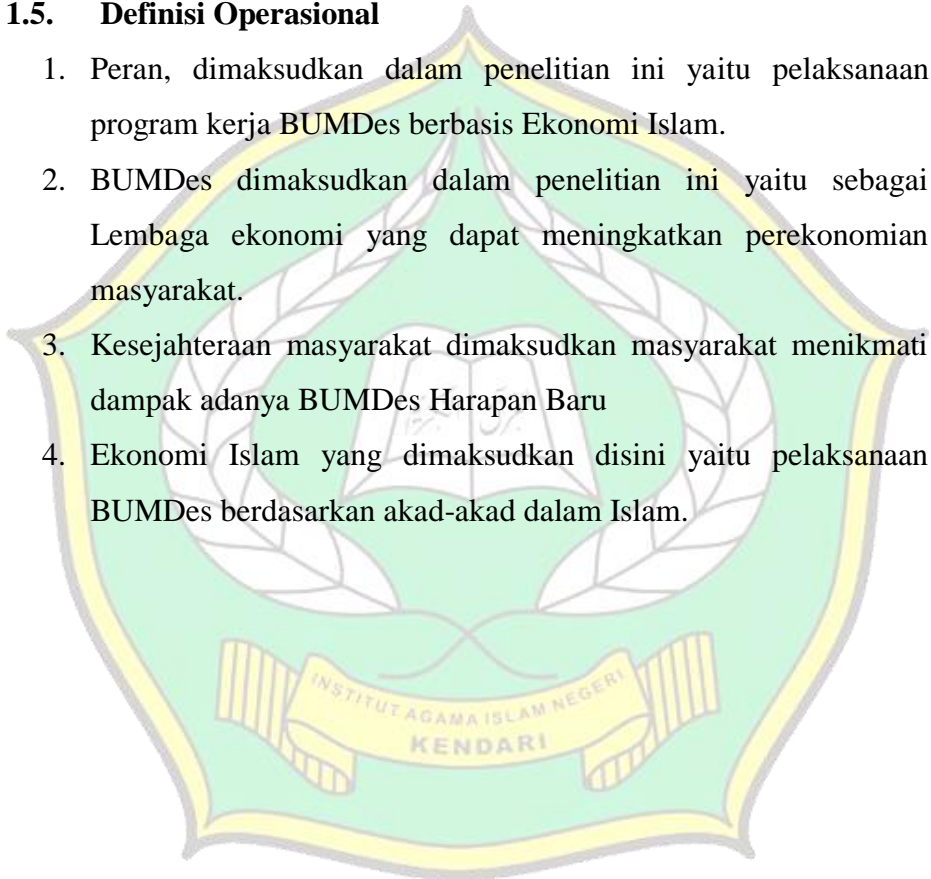 1.5. Definisi Operasional
1. Peran, dimaksudkan dalam penelitian ini yaitu pelaksanaan
program kerja BUMDes berbasis Ekonomi Islam.
2. BUMDes dimaksudkan dalam penelitian ini yaitu sebagai
Lembaga ekonomi yang dapat meningkatkan perekonomian
masyarakat.
3. Kesejahteraan masyarakat dimaksudkan masyarakat menikmati
dampak adanya BUMDes Harapan Baru
4. Ekonomi Islam yang dimaksudkan disini yaitu pelaksanaan
BUMDes berdasarkan akad-akad dalam Islam.
INSTITUT AGAMA ISLAM NEGERI
KENDARI